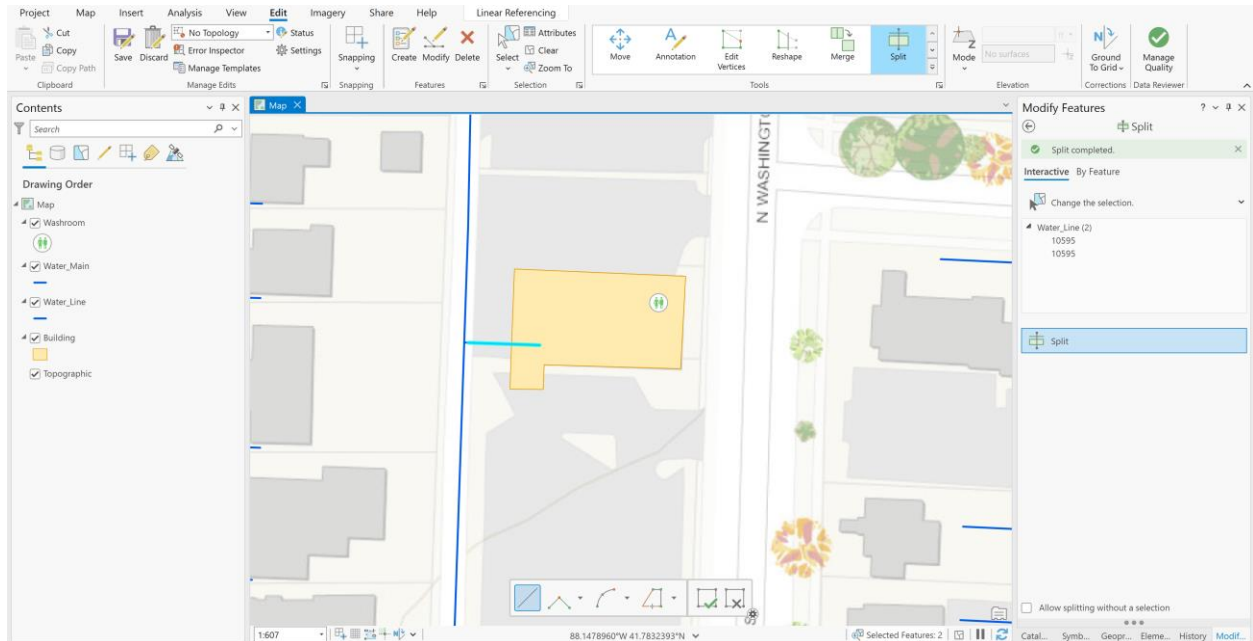 Project Map Insert Analysis View Edit Imagery Share Help Linear Referencing
Paste
Cut
Copy
Copy Path
Clipboard
Save Discard
No Topology
Error Inspector
Manage Templates
Status
Settings
Manage Edits
Snapping
Snapping
Create Modify Delete
Features
Select
Attributes
Clear
Zoom To
Selection
Move Annotation Edit Vertices Reshape Merge Split
Tools
Mode
No surfaces
Elevation
Ground To Grid
Corrections
Manage Quality
Data Reviewer
Contents
Search
Drawing Order
Map
Washroom
Water_Main
Water_Line
Building
Topographic
Map
N WASHINGT
1:607
88.1478960°W 41.7832393°N
Selected Features: 2
Modify Features
Split
Split completed.
Interactive By Feature
Change the selection.
Water_Line (2)
10595
10595
Split
Allow splitting without a selection
Catal... Symb... Geopr... Eleme... History Modif...